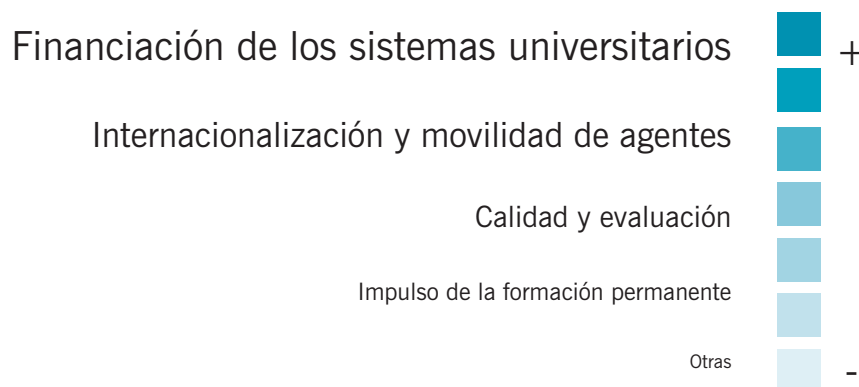 Financiación de los sistemas universitarios
+
Internacionalización y movilidad de agentes
Calidad y evaluación
Impulso de la formación permanente
Otras
-